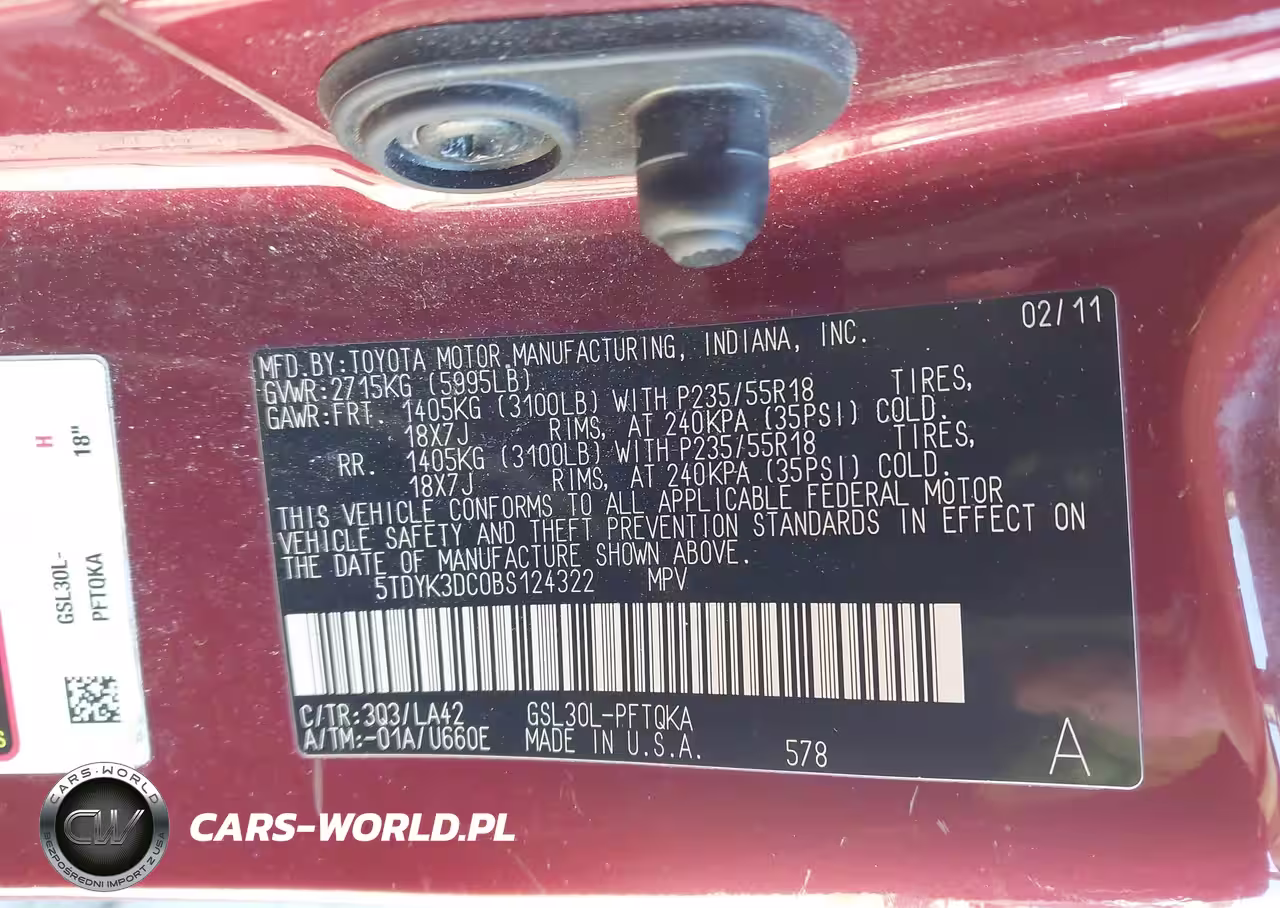 02/11
MFD.BY:TOYOTA MOTOR MANUFACTURING, INDIANA, INC.
GVWR:2715KG (5995LB)
GAWR:FRT. 1405KG (3100LB) WITH P235/55R18 TIRES,
18X7J RIMS, AT 240KPA (35PSI) COLD.
RR. 1405KG (3100LB) WITH P235/55R18 TIRES,
18X7J RIMS, AT 240KPA (35PSI) COLD.
THIS VEHICLE CONFORMS TO ALL APPLICABLE FEDERAL MOTOR
VEHICLE SAFETY AND THEFT PREVENTION STANDARDS IN EFFECT ON
THE DATE OF MANUFACTURE SHOWN ABOVE.
5TDYK3DC0BS124322 MPV
C/TR:3Q3/LA42 GSL30L-PFTQKA
A/TM:-01A/U660E MADE IN U.S.A. 578 A
H
18"
GSL30L-
PFTQKA
S
CARS-WORLD
CW
BEZPOŚREDNI IMPORT Z USA
CARS-WORLD.PL